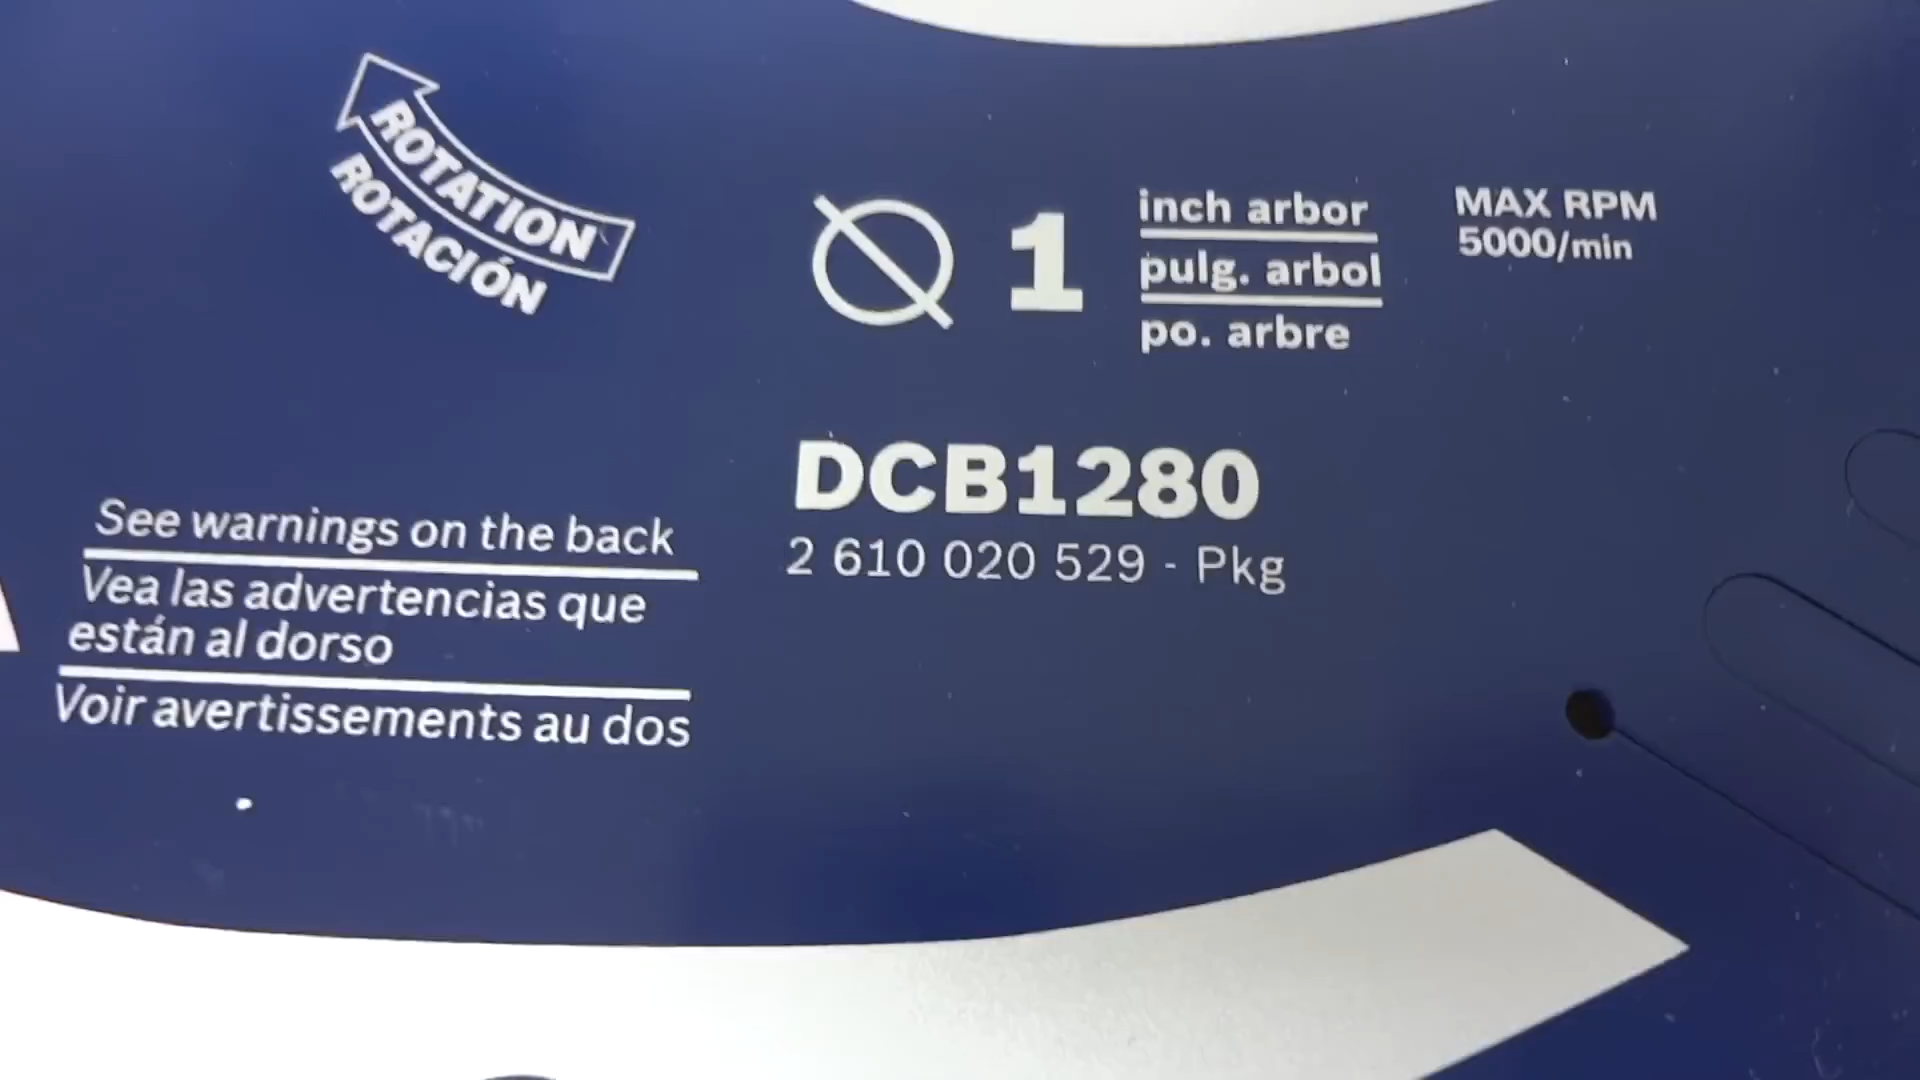 ROTATION
ROTACIÓN
1
inch arbor
pulg. arbol
po. arbre
MAX RPM
5000/min
DCB1280
2 610 020 529 - Pkg
See warnings on the back
Vea las advertencias que
están al dorso
Voir avertissements au dos